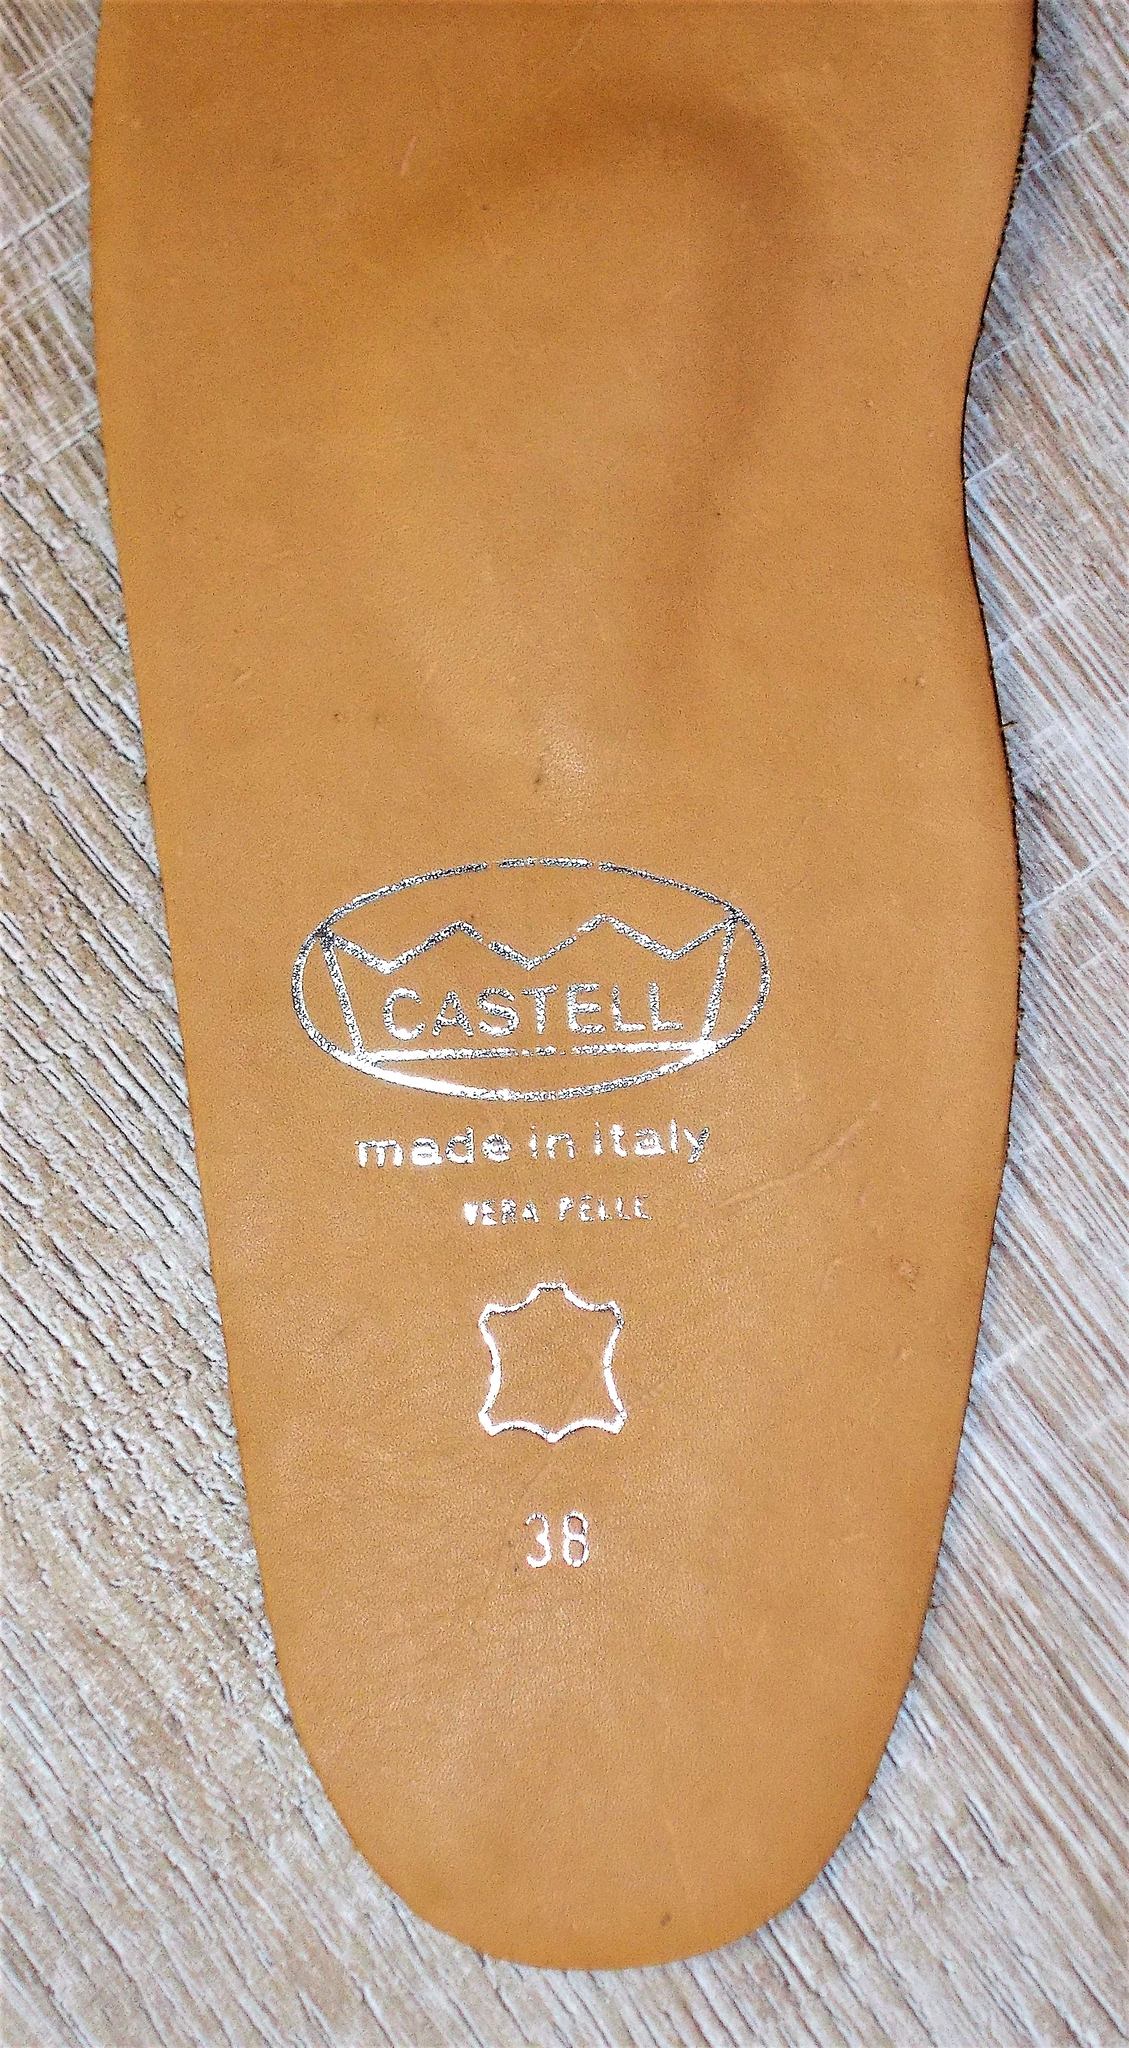 CASTELL
made in italy
VERA PELLE
38